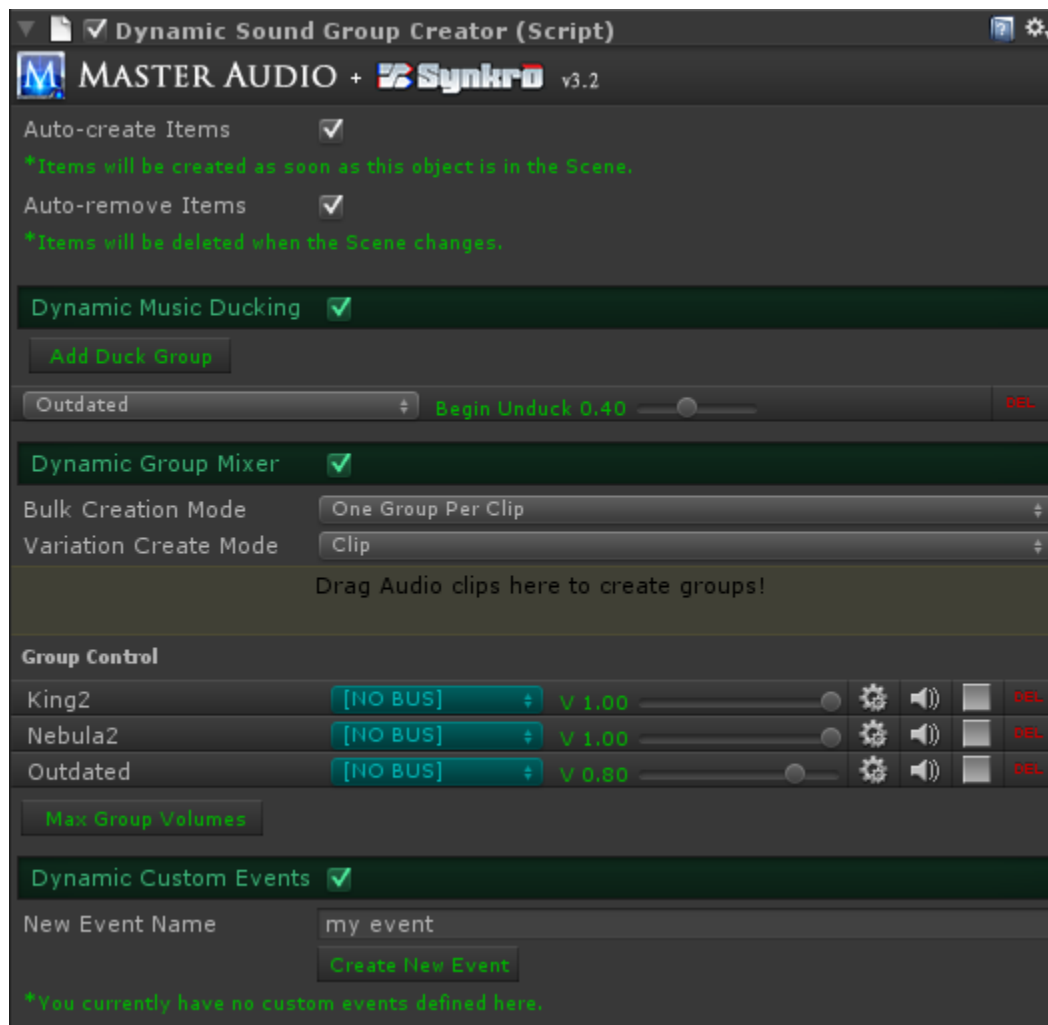 Dynamic Sound Group Creator (Script)
M MASTER AUDIO + Synkro v3.2
Auto-create Items
*Items will be created as soon as this object is in the Scene.
Auto-remove Items
*Items will be deleted when the Scene changes.
Dynamic Music Ducking
Add Duck Group
Outdated Begin Unduck 0.40 DEL
Dynamic Group Mixer
Bulk Creation Mode One Group Per Clip
Variation Create Mode Clip
Drag Audio clips here to create groups!
Group Control
King2 [NO BUS] V 1.00 DEL
Nebula2 [NO BUS] V 1.00 DEL
Outdated [NO BUS] V 0.80 DEL
Max Group Volumes
Dynamic Custom Events
New Event Name my event
Create New Event
*You currently have no custom events defined here.